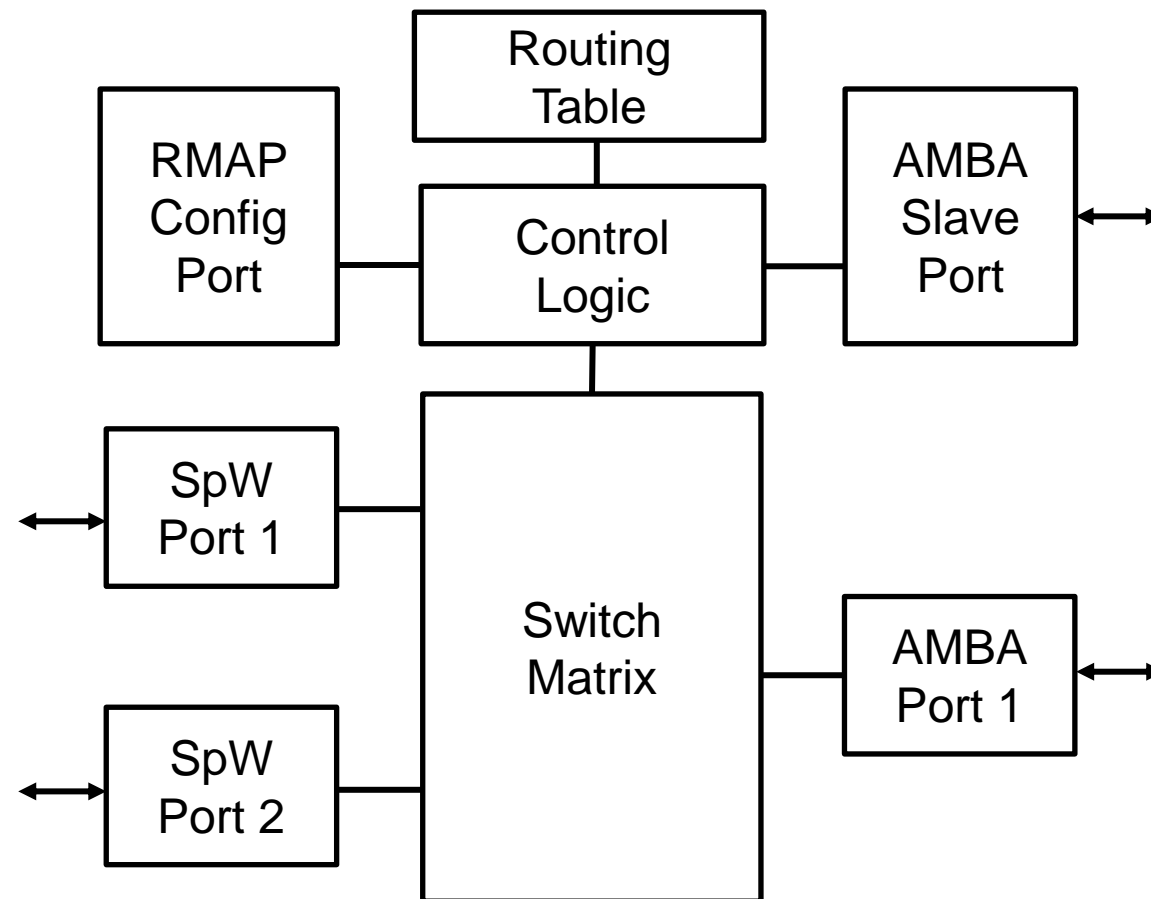 Routing
Table
RMAP
Config
Port
Control
Logic
AMBA
Slave
Port
SpW
Port 1
Switch
Matrix
AMBA
Port 1
SpW
Port 2